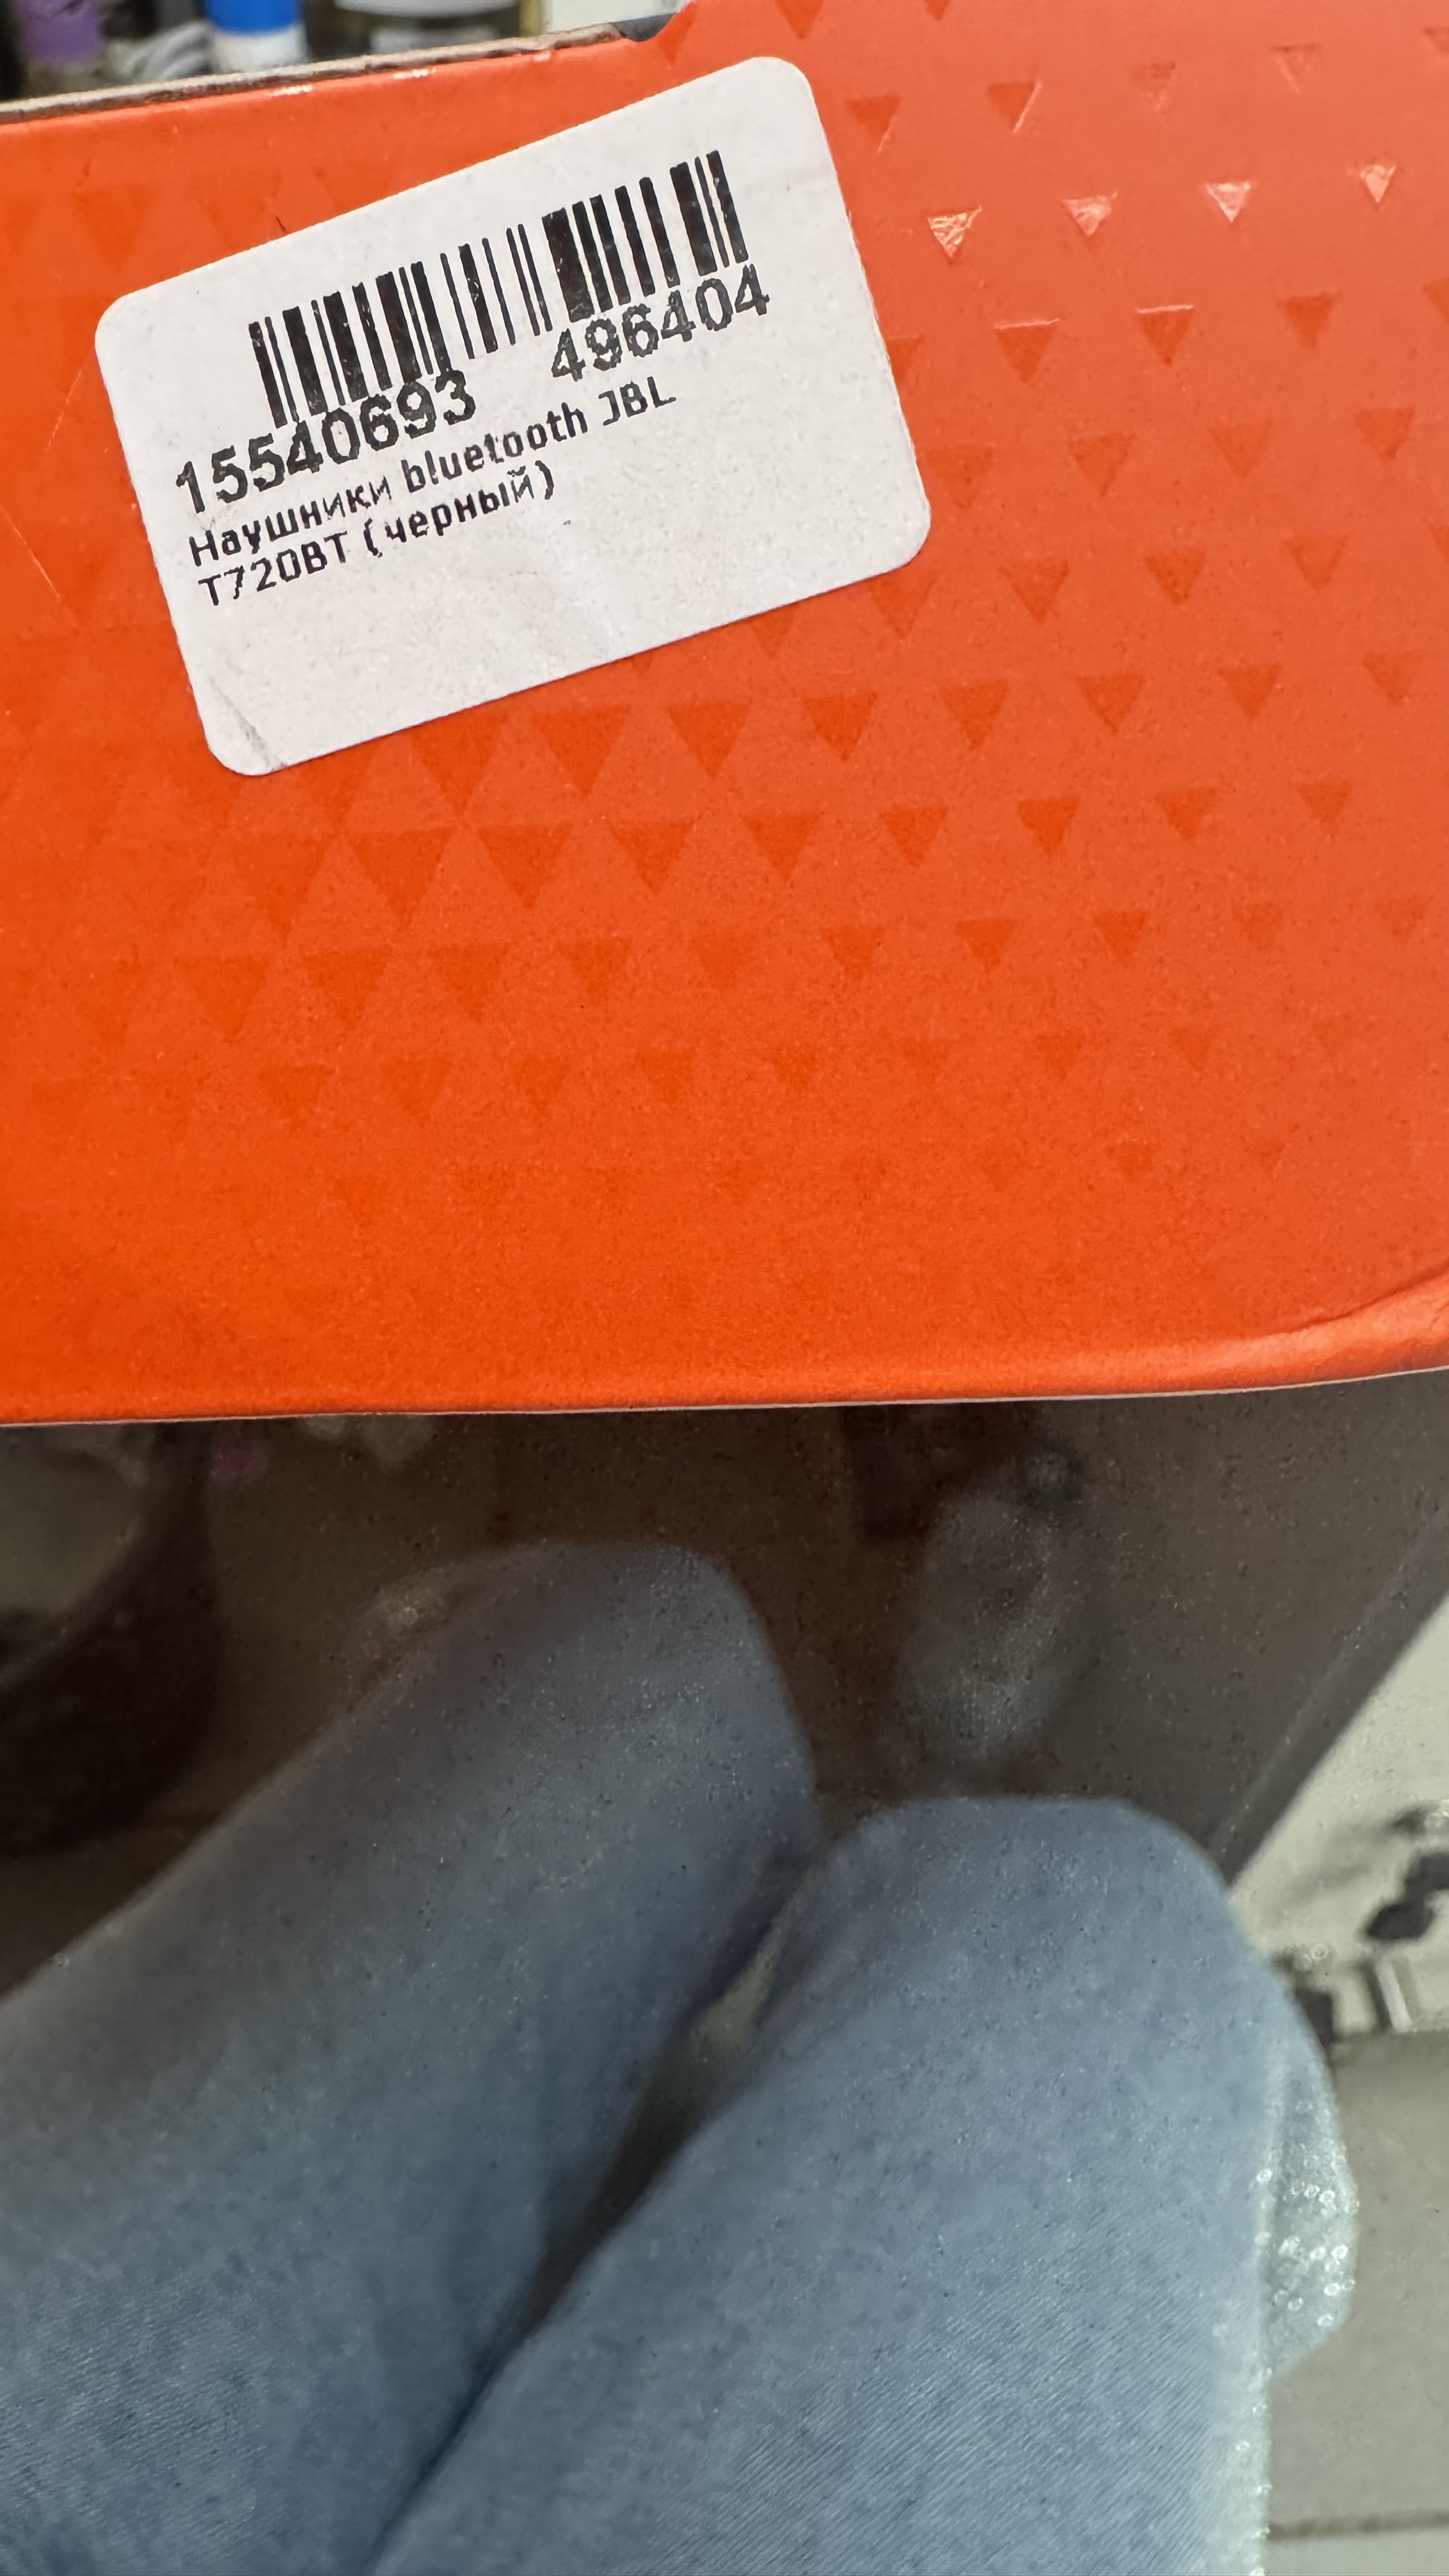 15540693 496404
Наушники bluetooth JBL
T720BT (черный)